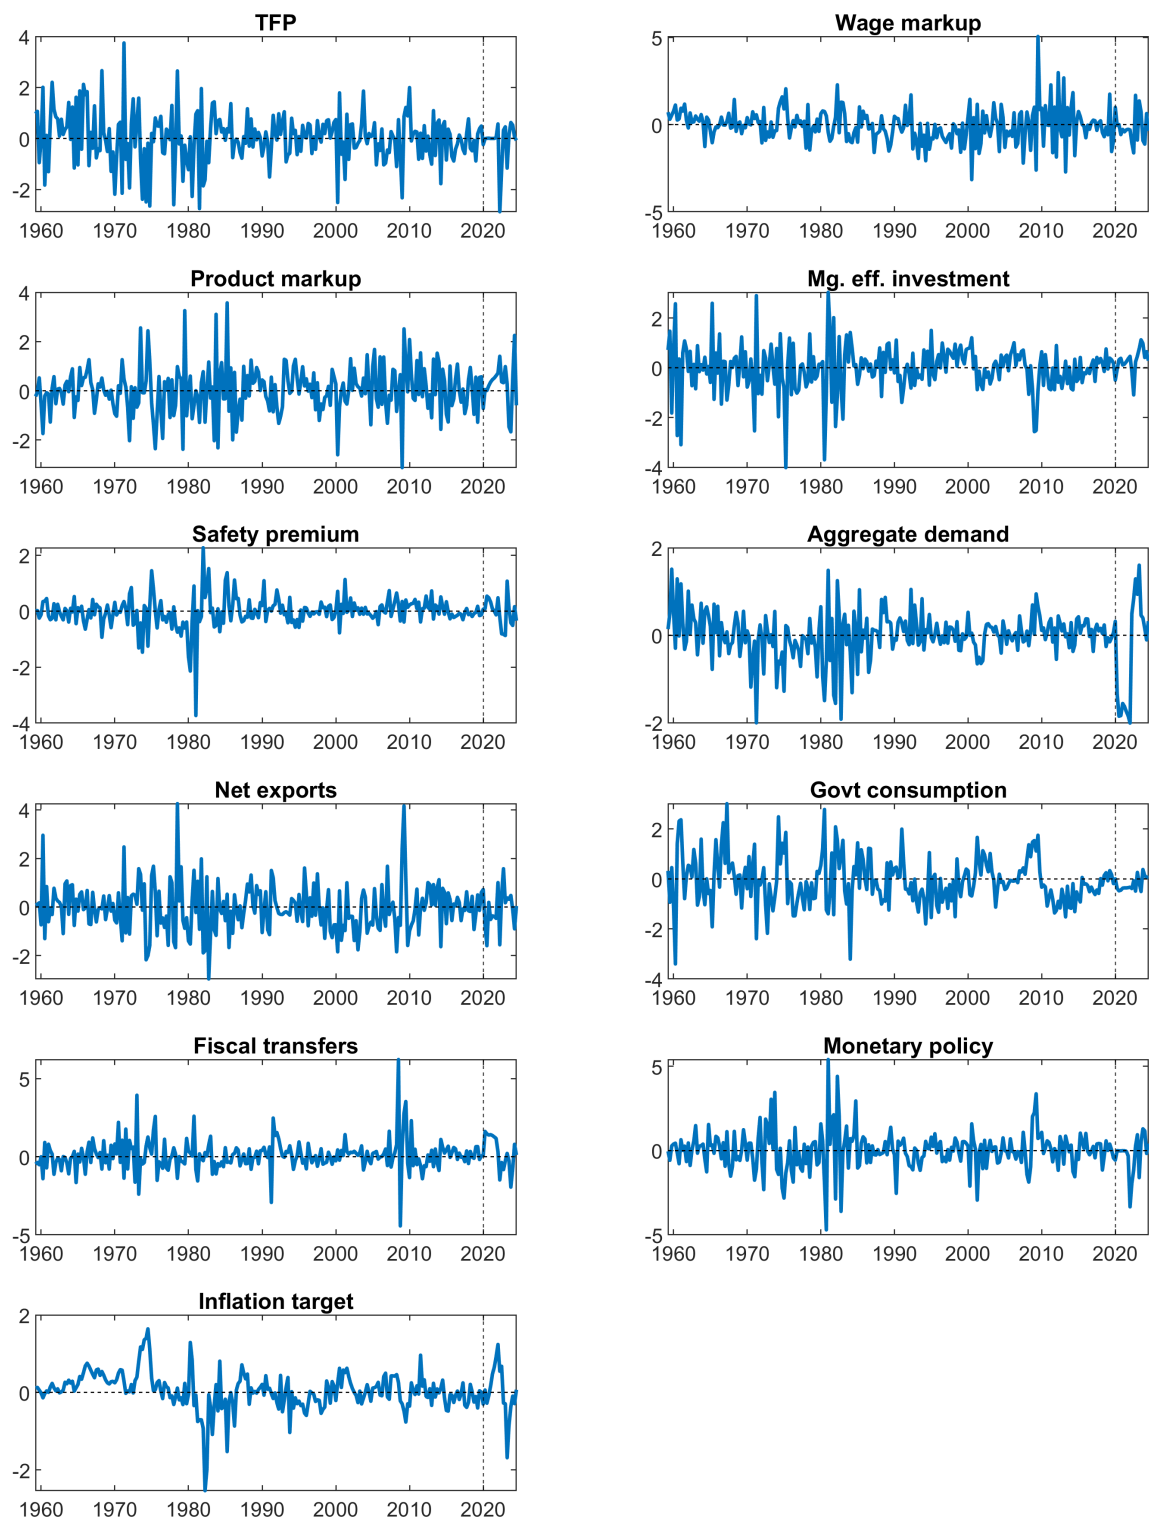 TFP
4
2
0
-2
1960 1970 1980 1990 2000 2010 2020
Wage markup
5
0
-5
1960 1970 1980 1990 2000 2010 2020
Product markup
4
2
0
-2
1960 1970 1980 1990 2000 2010 2020
Mg. eff. investment
2
0
-2
-4
1960 1970 1980 1990 2000 2010 2020
Safety premium
2
0
-2
-4
1960 1970 1980 1990 2000 2010 2020
Aggregate demand
2
0
-2
1960 1970 1980 1990 2000 2010 2020
Net exports
4
2
0
-2
1960 1970 1980 1990 2000 2010 2020
Govt consumption
2
0
-2
-4
1960 1970 1980 1990 2000 2010 2020
Fiscal transfers
5
0
-5
1960 1970 1980 1990 2000 2010 2020
Monetary policy
5
0
-5
1960 1970 1980 1990 2000 2010 2020
Inflation target
2
0
-2
1960 1970 1980 1990 2000 2010 2020